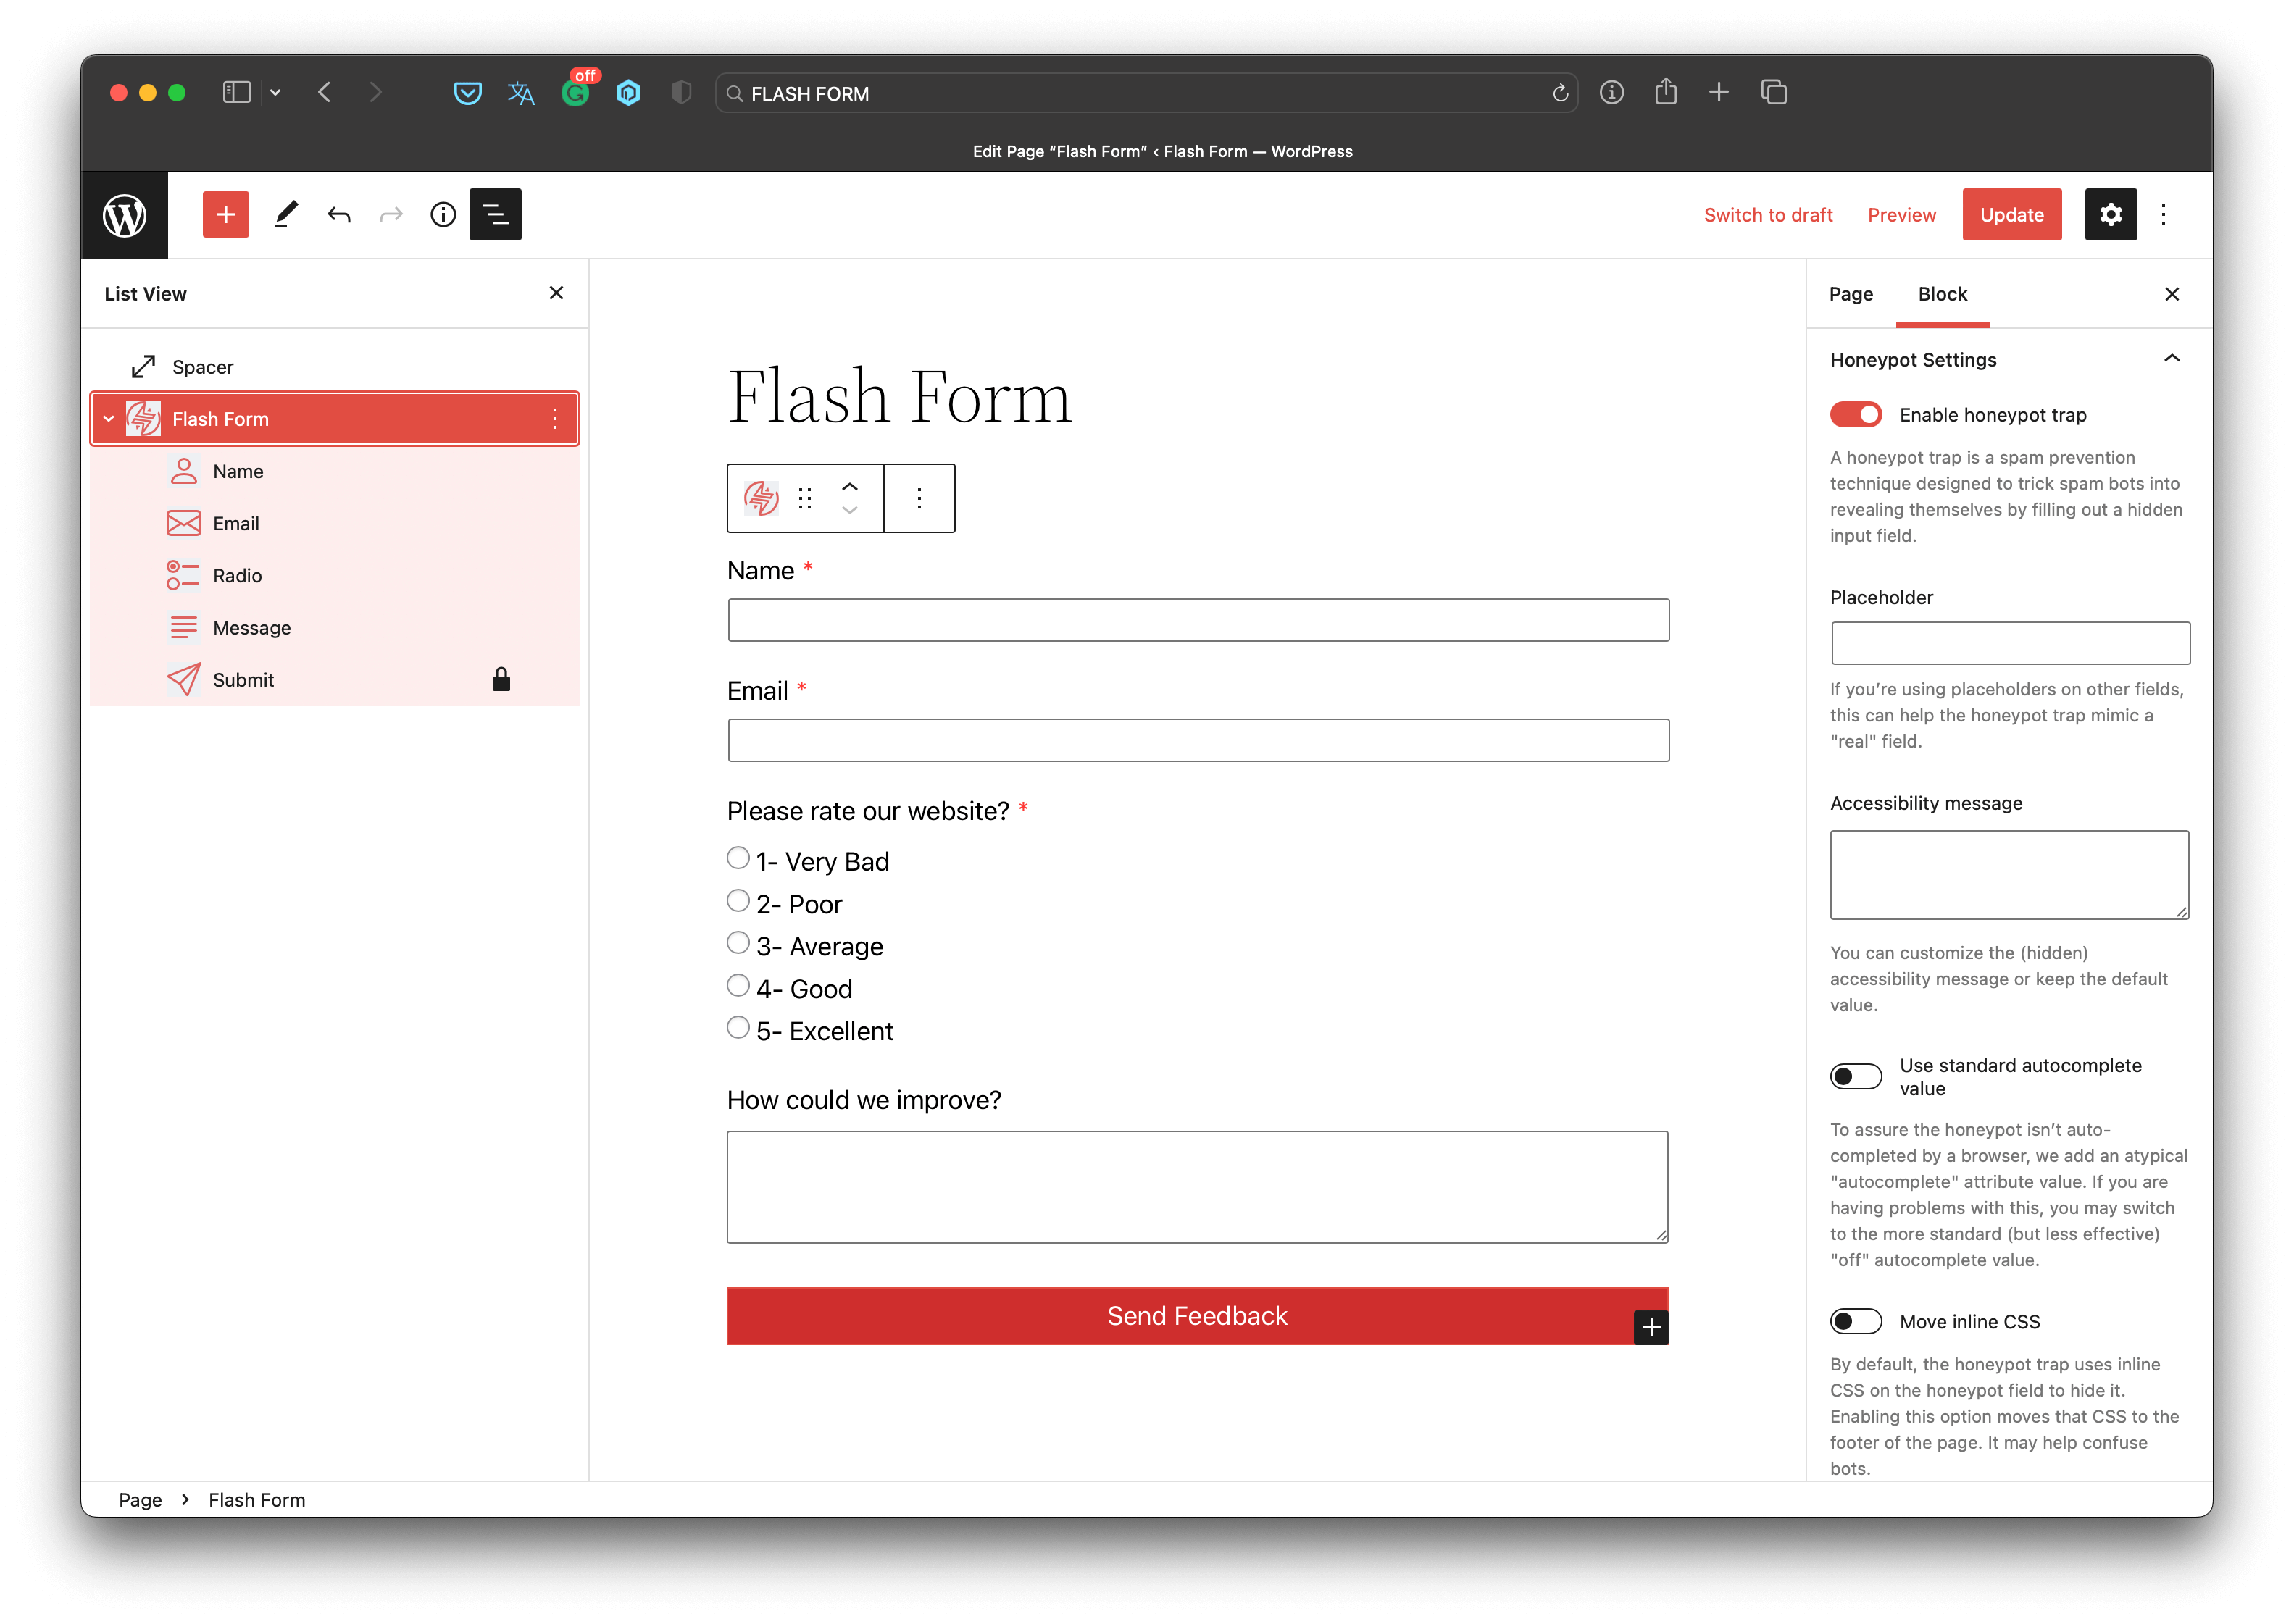 off
FLASH FORM
Edit Page “Flash Form” ‹ Flash Form — WordPress
Switch to draft
Preview
Update
List View
Spacer
Flash Form
Name
Email
Radio
Message
Submit
Flash Form
Name *
Email *
Please rate our website? *
1- Very Bad
2- Poor
3- Average
4- Good
5- Excellent
How could we improve?
Send Feedback
Page
Block
Honeypot Settings
Enable honeypot trap
A honeypot trap is a spam prevention
technique designed to trick spam bots into
revealing themselves by filling out a hidden
input field.
Placeholder
If you’re using placeholders on other fields,
this can help the honeypot trap mimic a
"real" field.
Accessibility message
You can customize the (hidden)
accessibility message or keep the default
value.
Use standard autocomplete
value
To assure the honeypot isn’t auto-
completed by a browser, we add an atypical
"autocomplete" attribute value. If you are
having problems with this, you may switch
to the more standard (but less effective)
"off" autocomplete value.
Move inline CSS
By default, the honeypot trap uses inline
CSS on the honeypot field to hide it.
Enabling this option moves that CSS to the
footer of the page. It may help confuse
bots.
Page › Flash Form